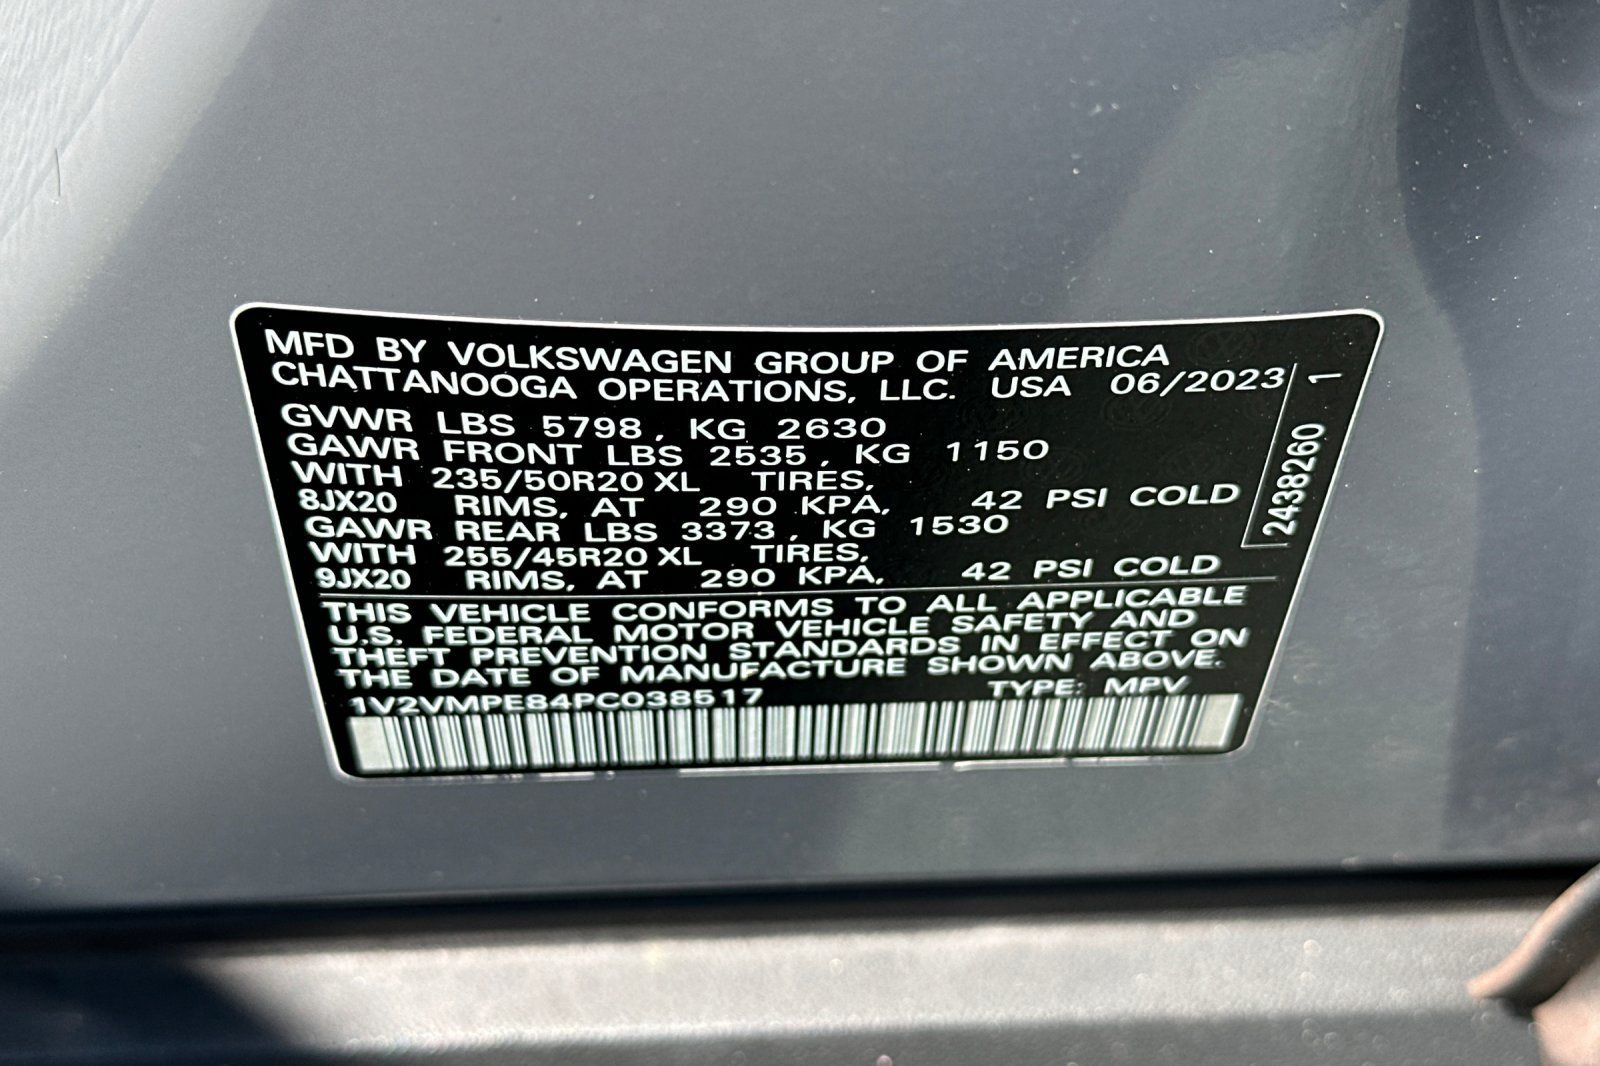 MFD BY VOLKSWAGEN GROUP OF AMERICA
CHATTANOOGA OPERATIONS, LLC. USA 06/2023
GVWR LBS 5798, KG 2630
GAWR FRONT LBS 2535, KG 1150
WITH 235/50R20 XL TIRES,
8JX20 RIMS, AT 290 KPA, 42 PSI COLD
GAWR REAR LBS 3373, KG 1530
WITH 255/45R20 XL TIRES,
9JX20 RIMS, AT 290 KPA, 42 PSI COLD
THIS VEHICLE CONFORMS TO ALL APPLICABLE
U.S. FEDERAL MOTOR VEHICLE SAFETY AND
THEFT PREVENTION STANDARDS IN EFFECT ON
THE DATE OF MANUFACTURE SHOWN ABOVE.
1V2VMPE84PC038517 TYPE: MPV
2438260 1